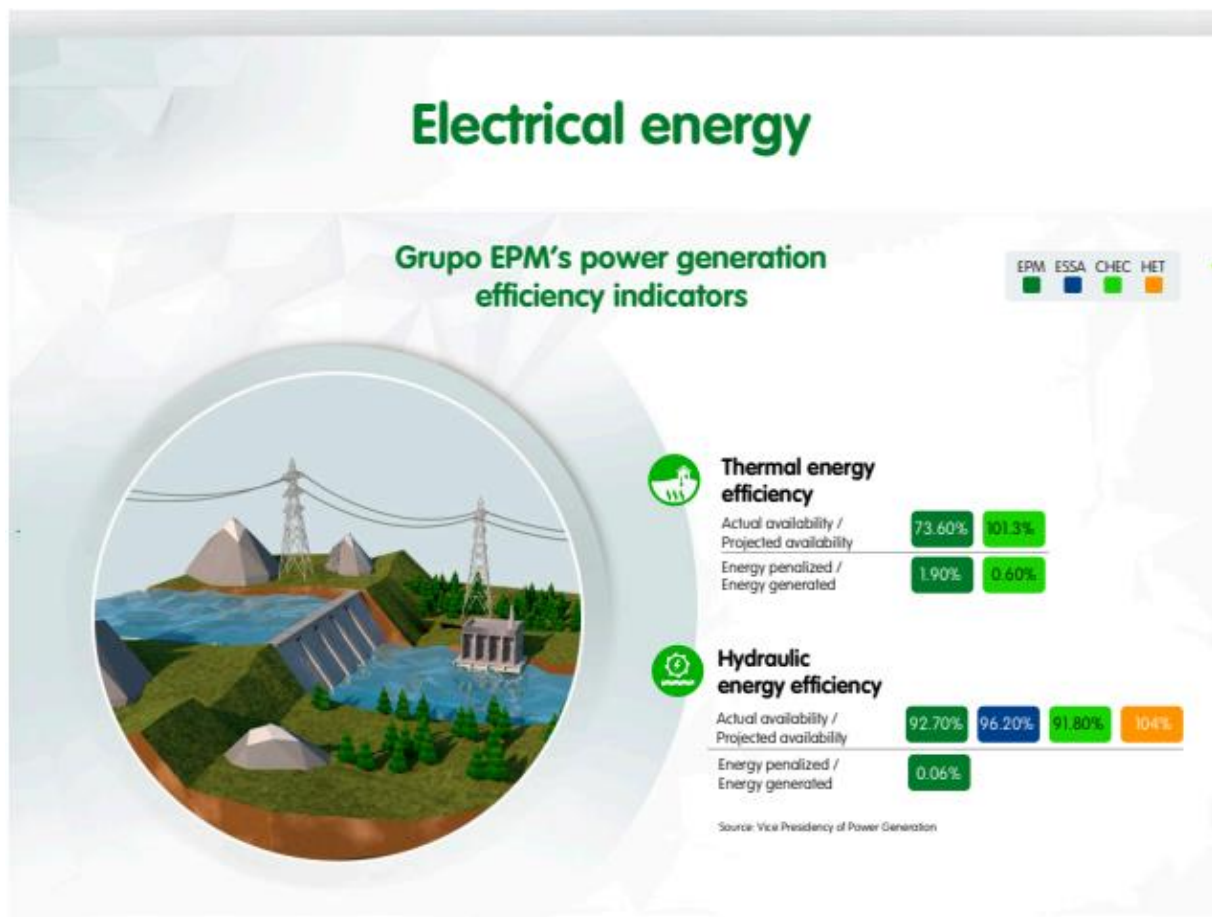 Electrical energy
Grupo EPM's power generation
efficiency indicators
EPM ESSA CHEC HET
Thermal energy
efficiency
Actual availability /
Projected availability
73.60% 101.3%
Energy penalized /
Energy generated
1.90% 0.60%
Hydraulic
energy efficiency
Actual availability /
Projected availability
92.70% 96.20% 91.80% 104%
Energy penalized /
Energy generated
0.06%
Source: Vice Presidency of Power Generation